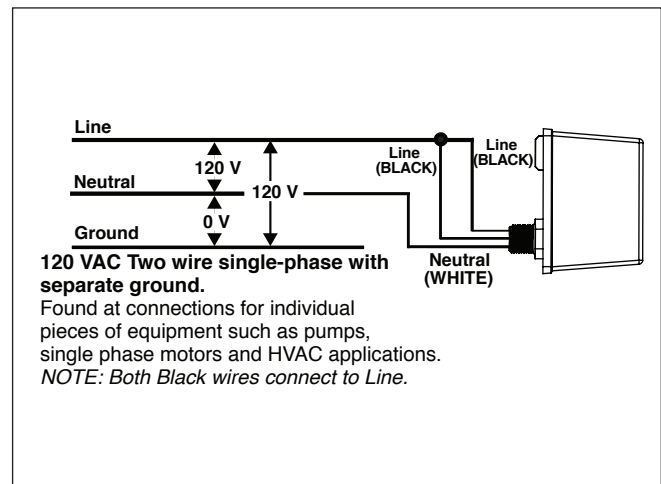 Line
120 V
Neutral
120 V
0 V
Ground
Line
(BLACK)
Line
(BLACK)
Neutral
(WHITE)
120 VAC Two wire single-phase with
separate ground.
Found at connections for individual
pieces of equipment such as pumps,
single phase motors and HVAC applications.
NOTE: Both Black wires connect to Line.